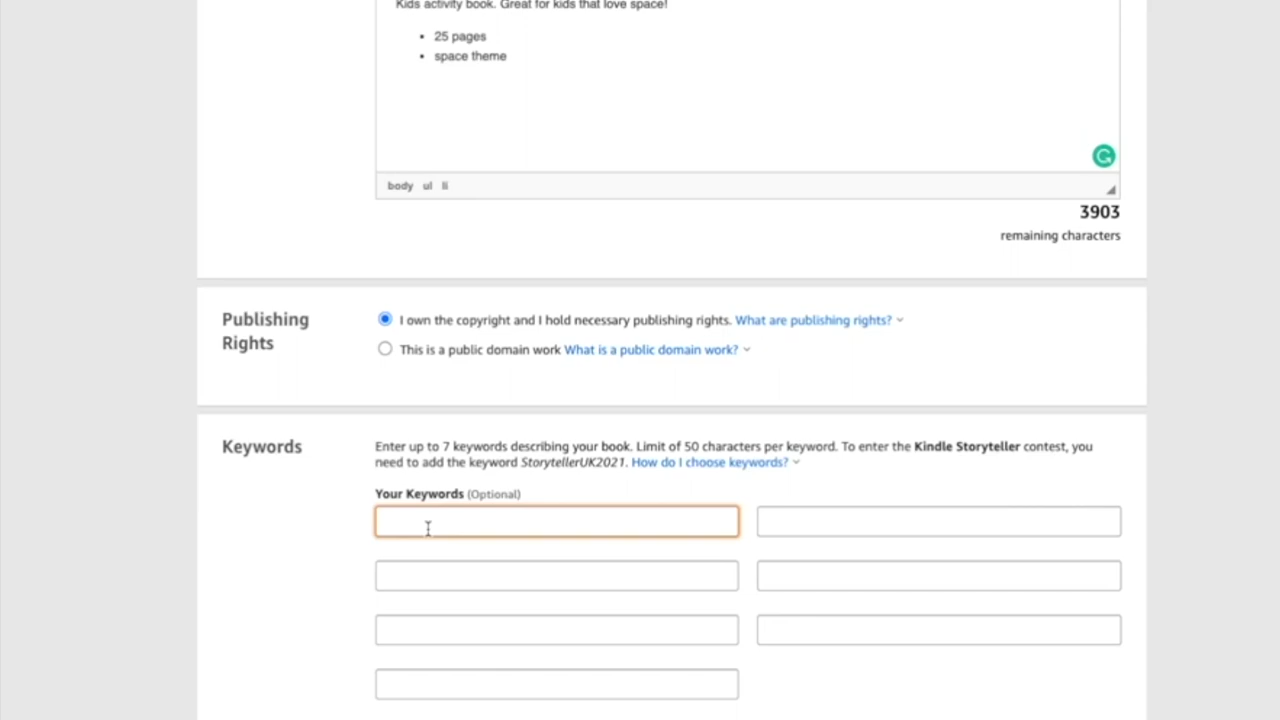 Kids activity book. Great for kids that love space!
• 25 pages
• space theme
body ul li
3903
remaining characters
Publishing Rights
I own the copyright and I hold necessary publishing rights. What are publishing rights?
This is a public domain work What is a public domain work?
Keywords
Enter up to 7 keywords describing your book. Limit of 50 characters per keyword. To enter the Kindle Storyteller contest, you
need to add the keyword StorytellerUK2021. How do I choose keywords?
Your Keywords (Optional)